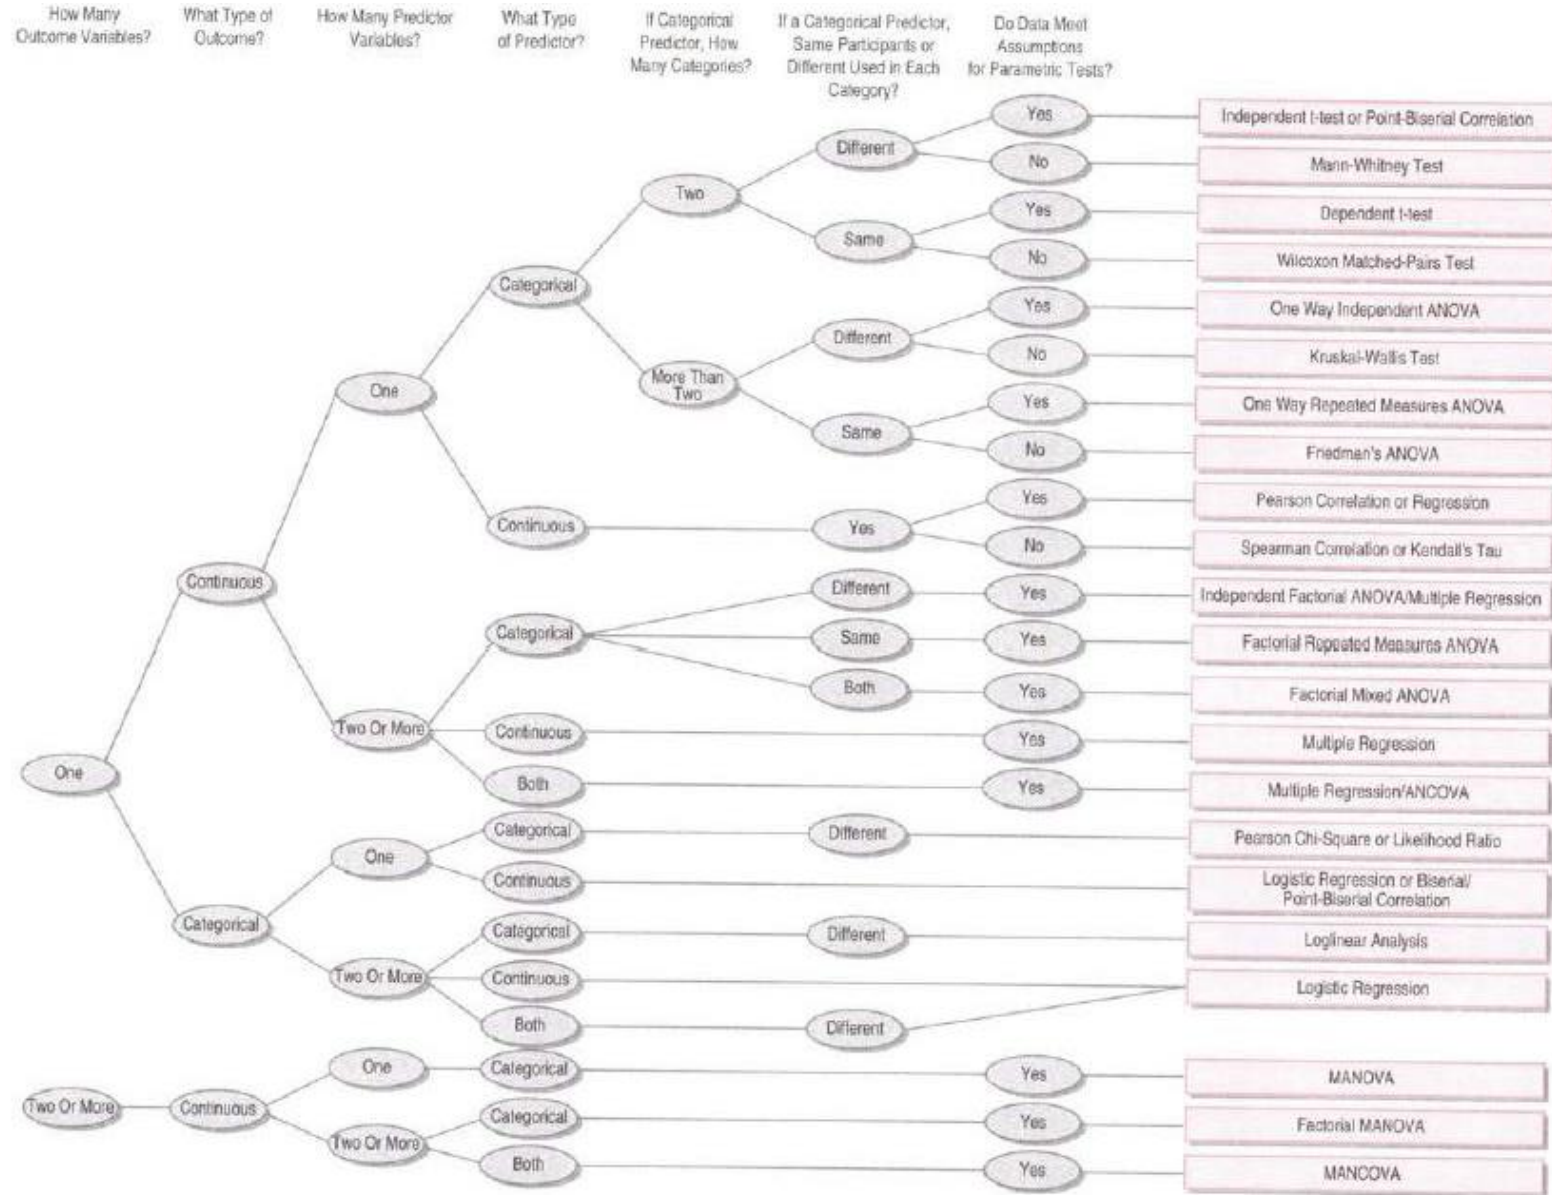 How Many
Outcome Variables?
What Type of
Outcome?
How Many Predictor
Variables?
What Type
of Predictor?
If Categorical
Predictor, How
Many Categories?
If a Categorical Predictor,
Same Participants or
Different Used in Each
Category?
Do Data Meet
Assumptions
for Parametric Tests?
Yes
Independent t-test or Point-Biserial Correlation
Different
No
Mann-Whitney Test
Two
Yes
Dependent t-test
Same
No
Wilcoxon Matched-Pairs Test
Categorical
Yes
One Way Independent ANOVA
Different
No
Kruskal-Wallis Test
One
More Than
Two
Yes
One Way Repeated Measures ANOVA
Same
No
Friedman's ANOVA
Yes
Pearson Correlation or Regression
Continuous
Yes
No
Spearman Correlation or Kendall's Tau
Continuous
Different
Yes
Independent Factorial ANOVA/Multiple Regression
Categorical
Same
Yes
Factorial Repeated Measures ANOVA
Both
Yes
Factorial Mixed ANOVA
Two Or More
Continuous
Yes
Multiple Regression
One
Both
Yes
Multiple Regression/ANCOVA
Categorical
Different
Pearson Chi-Square or Likelihood Ratio
One
Continuous
Logistic Regression or Biserial/
Point-Biserial Correlation
Categorical
Categorical
Different
Loglinear Analysis
Two Or More
Continuous
Logistic Regression
Both
Different
One
Categorical
Yes
MANOVA
Two Or More
Continuous
Categorical
Yes
Factorial MANOVA
Two Or More
Both
Yes
MANCOVA